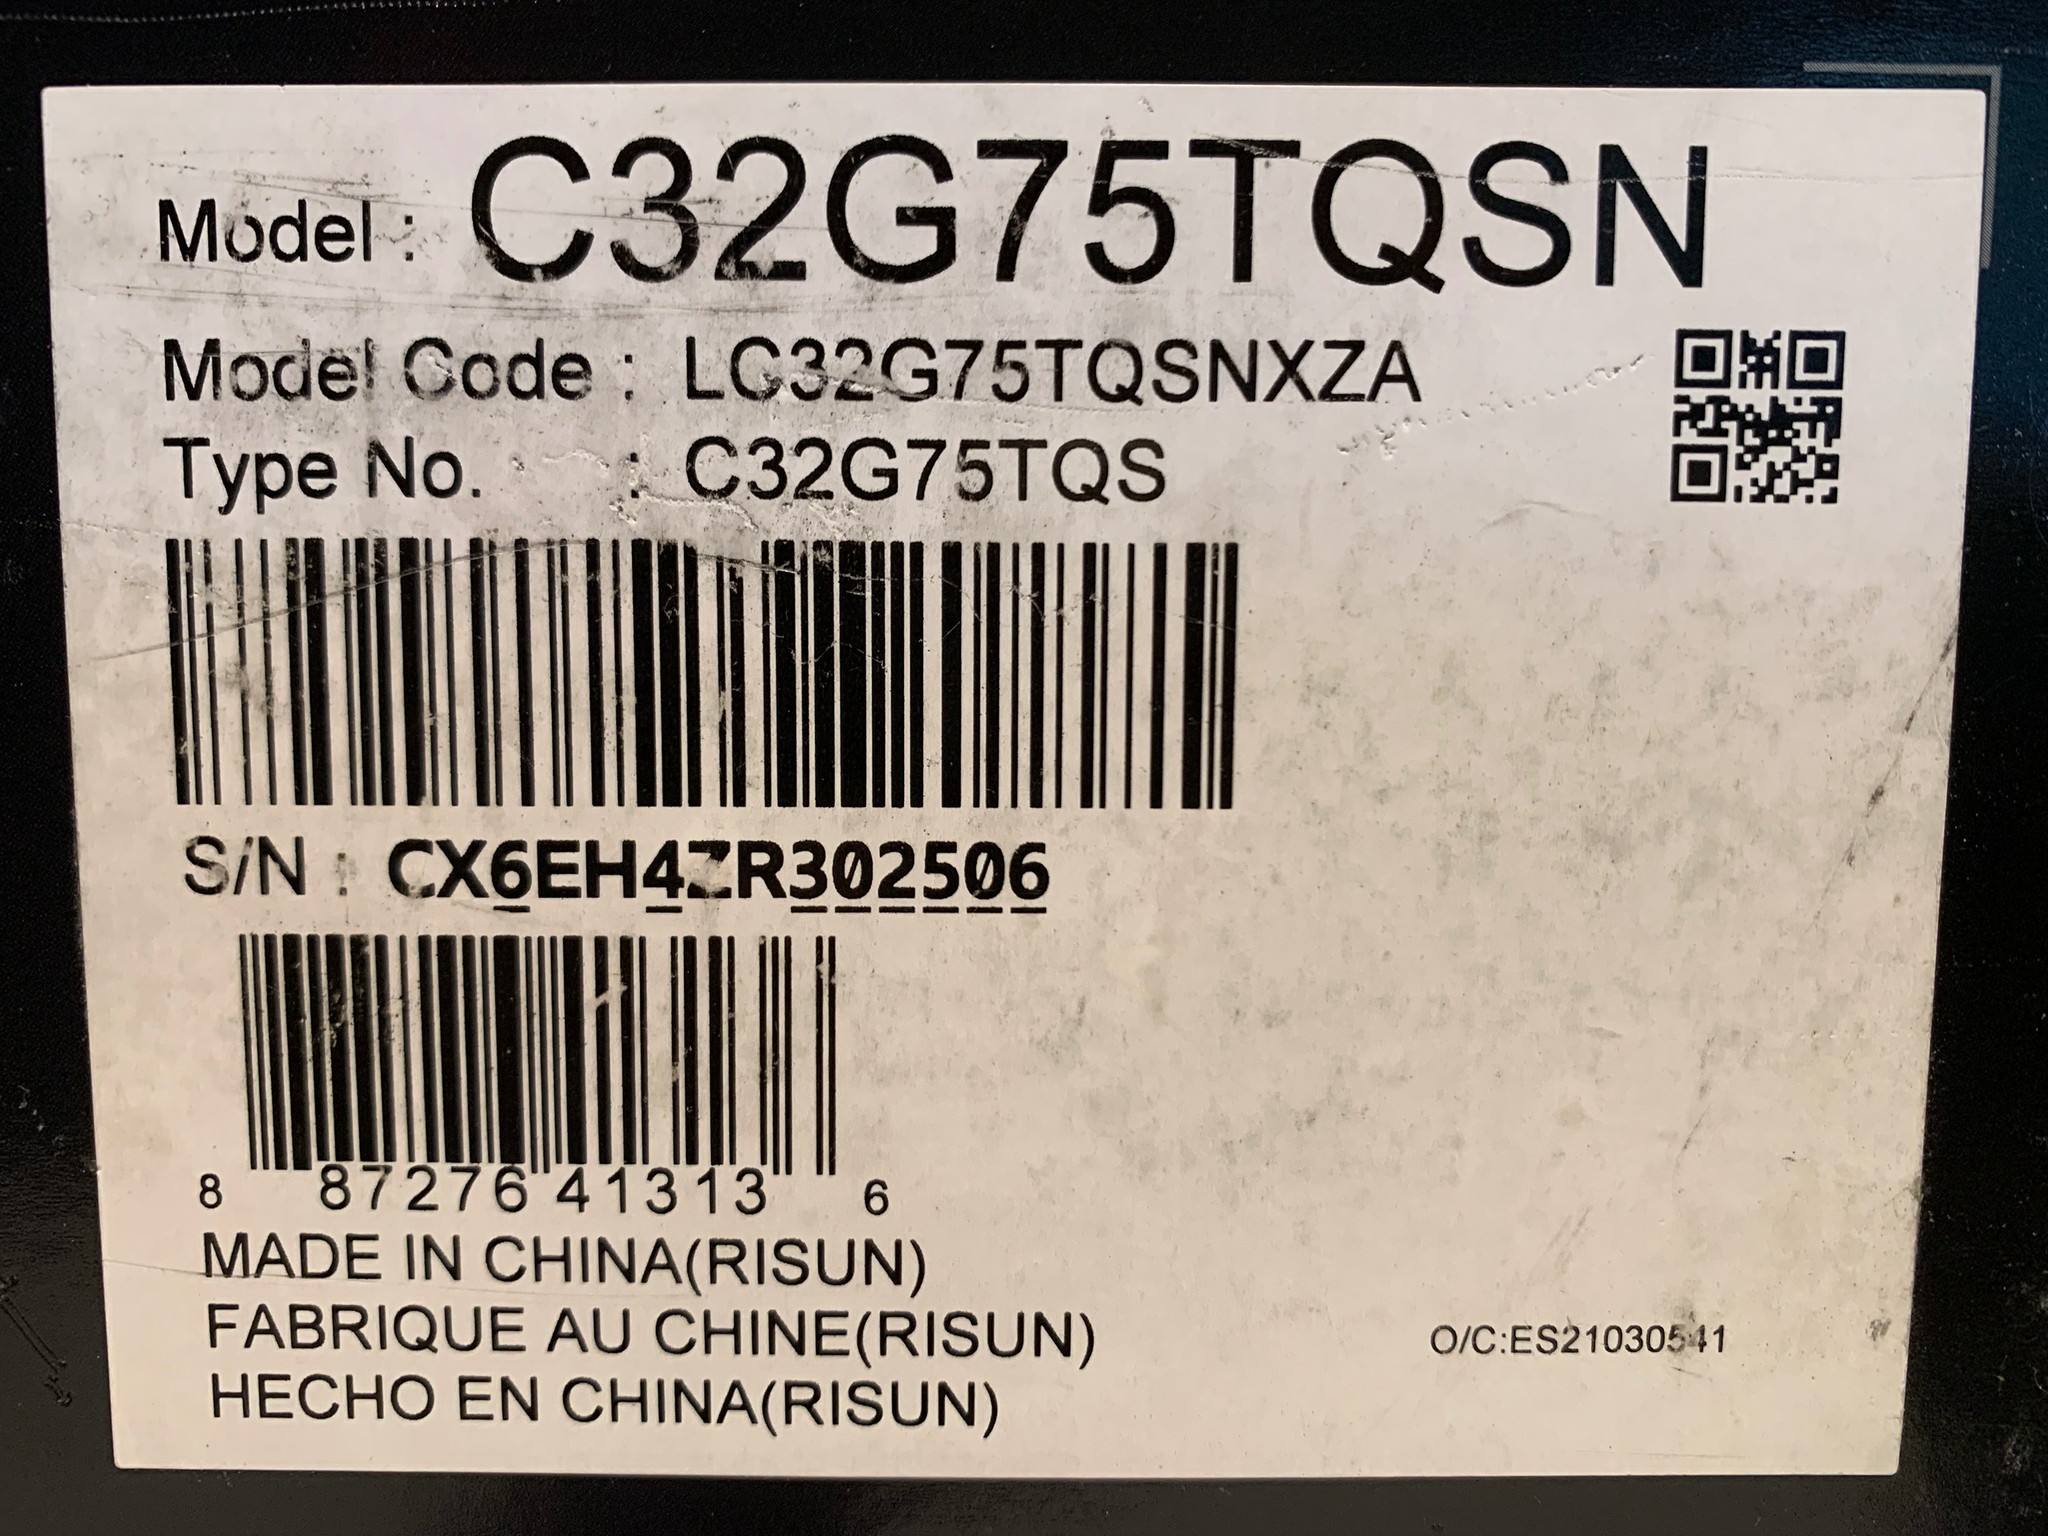 Model : C32G75TQSN
Model Code : LC32G75TQSNXZA
Type No. : C32G75TQS
S/N : CX6EH4ZR302506
8 87276 41313 6
MADE IN CHINA(RISUN)
FABRIQUE AU CHINE(RISUN)
HECHO EN CHINA(RISUN)
O/C:ES21030541